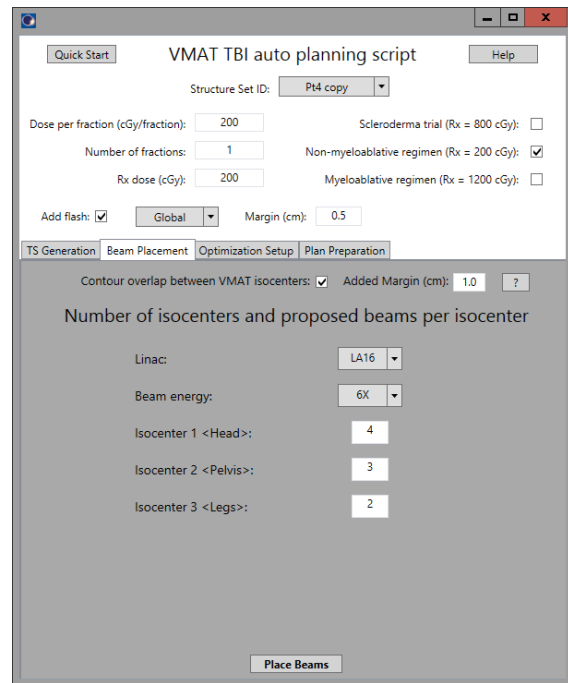 Quick Start VMAT TBI auto planning script Help
Structure Set ID: Pt4 copy
Dose per fraction (cGy/fraction): 200 Scleroderma trial (Rx = 800 cGy):
Number of fractions: 1 Non-myeloablative regimen (Rx = 200 cGy):
Rx dose (cGy): 200 Myeloablative regimen (Rx = 1200 cGy):
Add flash: Global Margin (cm): 0.5
TS Generation Beam Placement Optimization Setup Plan Preparation
Contour overlap between VMAT isocenters: Added Margin (cm): 1.0 ?
Number of isocenters and proposed beams per isocenter
Linac: LA16
Beam energy: 6X
Isocenter 1 <Head>: 4
Isocenter 2 <Pelvis>: 3
Isocenter 3 <Legs>: 2
Place Beams